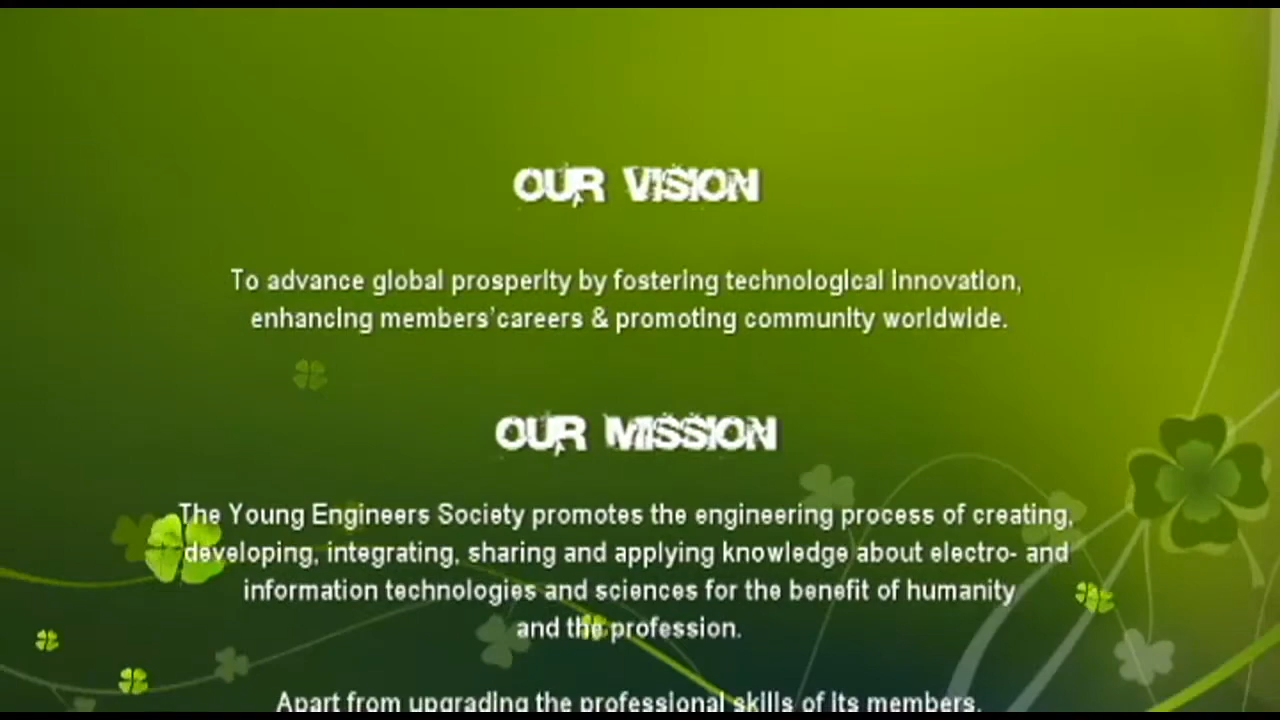 OUR VISION
To advance global prosperity by fostering technological innovation,
enhancing members'careers & promoting community worldwide.
OUR MISSION
The Young Engineers Society promotes the engineering process of creating,
developing, integrating, sharing and applying knowledge about electro- and
information technologies and sciences for the benefit of humanity
and the profession.
Apart from upgrading the professional skills of its members,